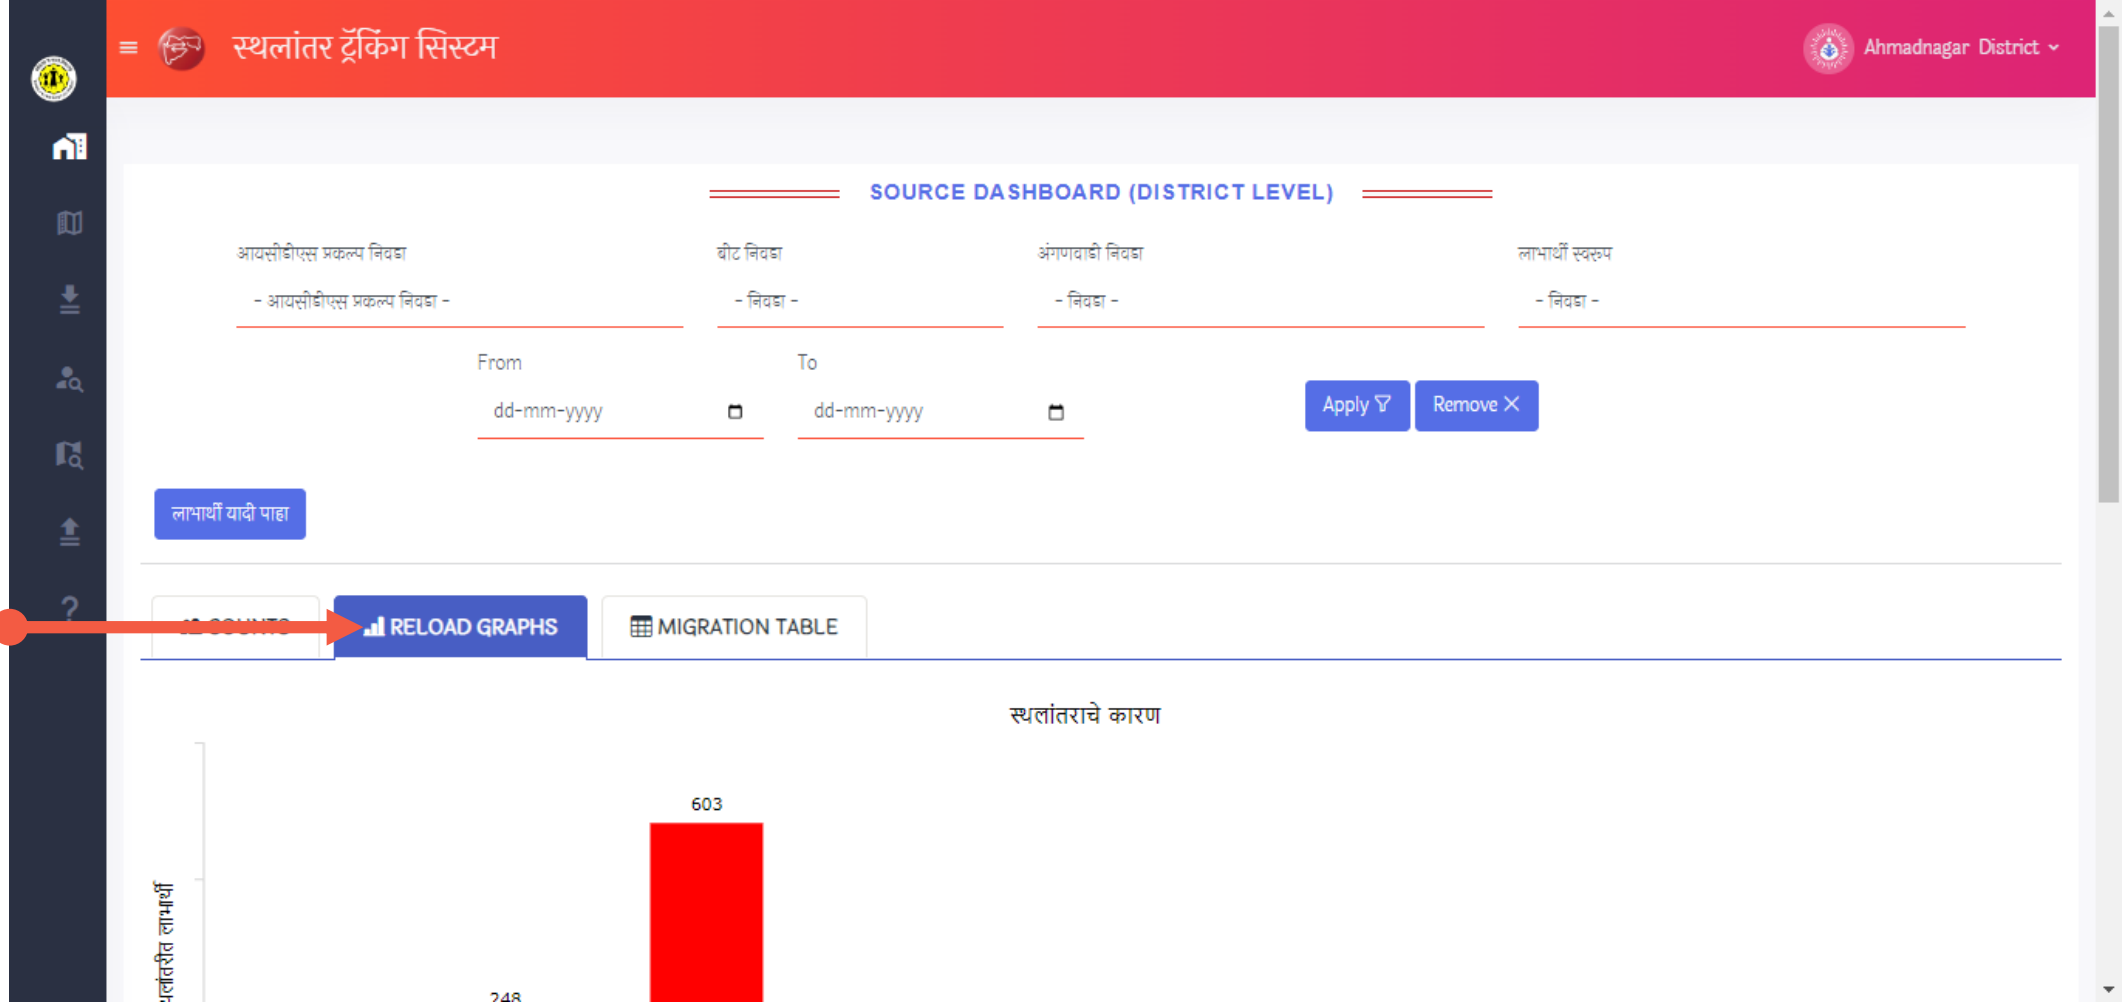 स्थलांतर ट्रॅकिंग सिस्टम
Ahmadnagar District
SOURCE DASHBOARD (DISTRICT LEVEL)
आयसीडीएस प्रकल्प निवडा
बीट निवडा
अंगणवाडी निवडा
लाभार्थी स्वरूप
- आयसीडीएस प्रकल्प निवडा -
- निवडा -
- निवडा -
- निवडा -
From
To
dd-mm-yyyy
dd-mm-yyyy
Apply
Remove
लाभार्थी यादी पाहा
COUNTS
RELOAD GRAPHS
MIGRATION TABLE
स्थलांतराचे कारण
603
248
लाभार्थी